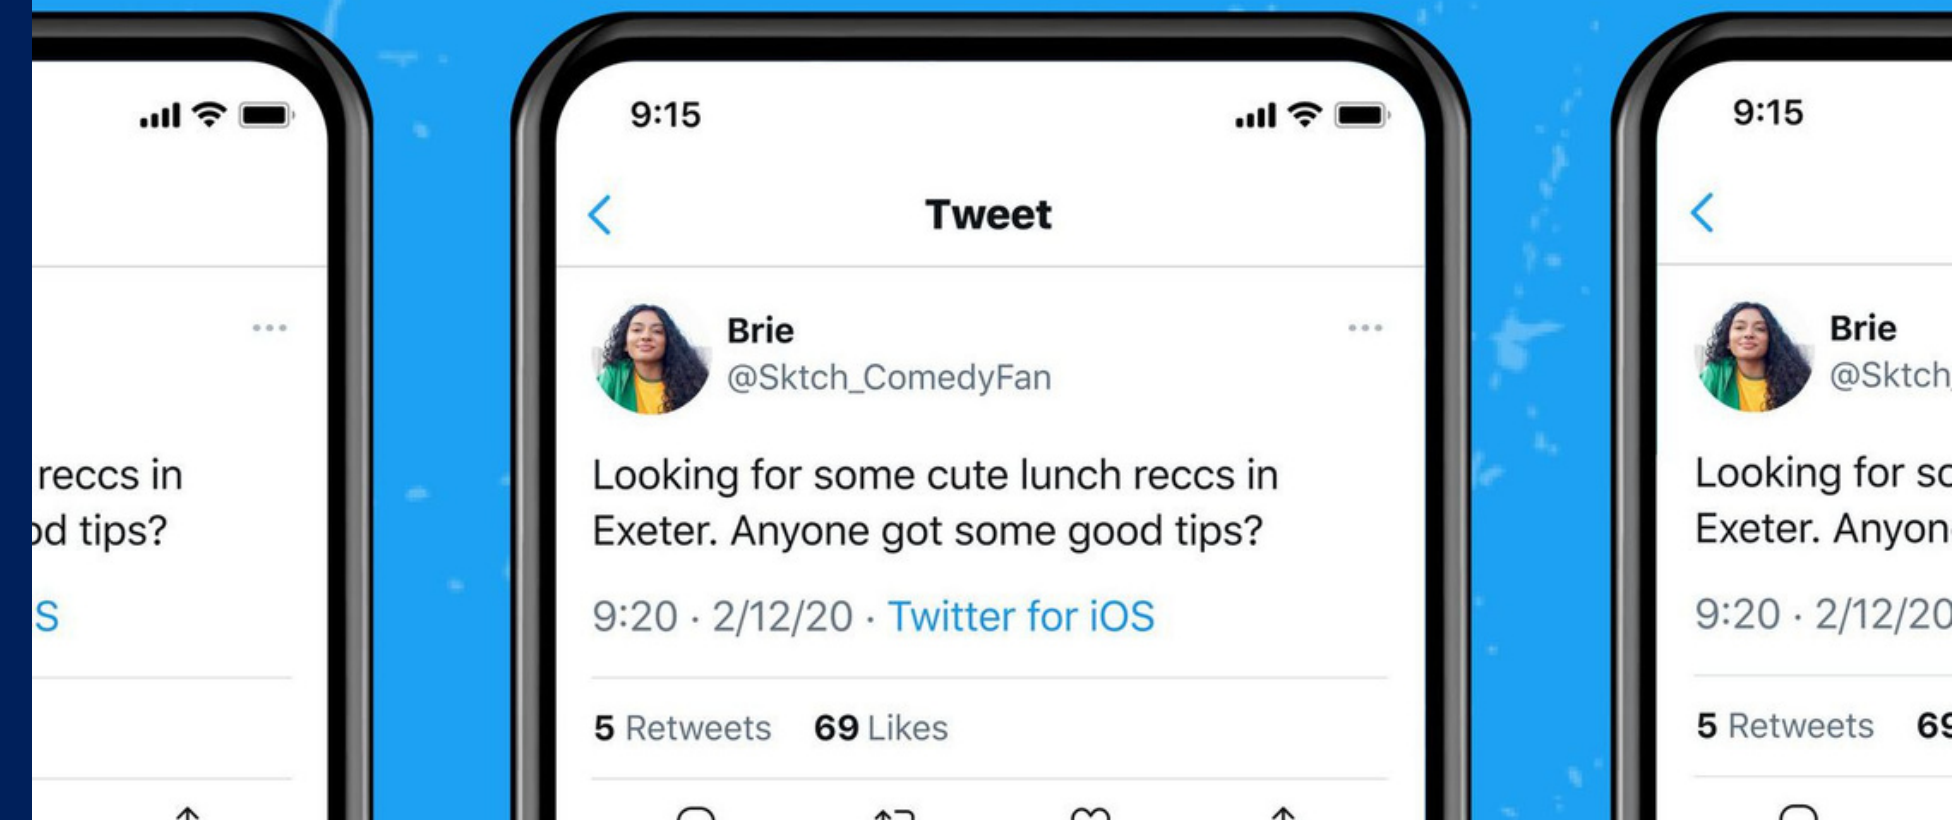 reccs in
tips?
S
9:15
Tweet
Brie
@Sktch_ComedyFan
Looking for some cute lunch reccs in
Exeter. Anyone got some good tips?
9:20 · 2/12/20 · Twitter for iOS
5 Retweets 69 Likes
9:15
Brie
@Sktch_
Looking for so
Exeter. Anyon
9:20 · 2/12/20
5 Retweets 69